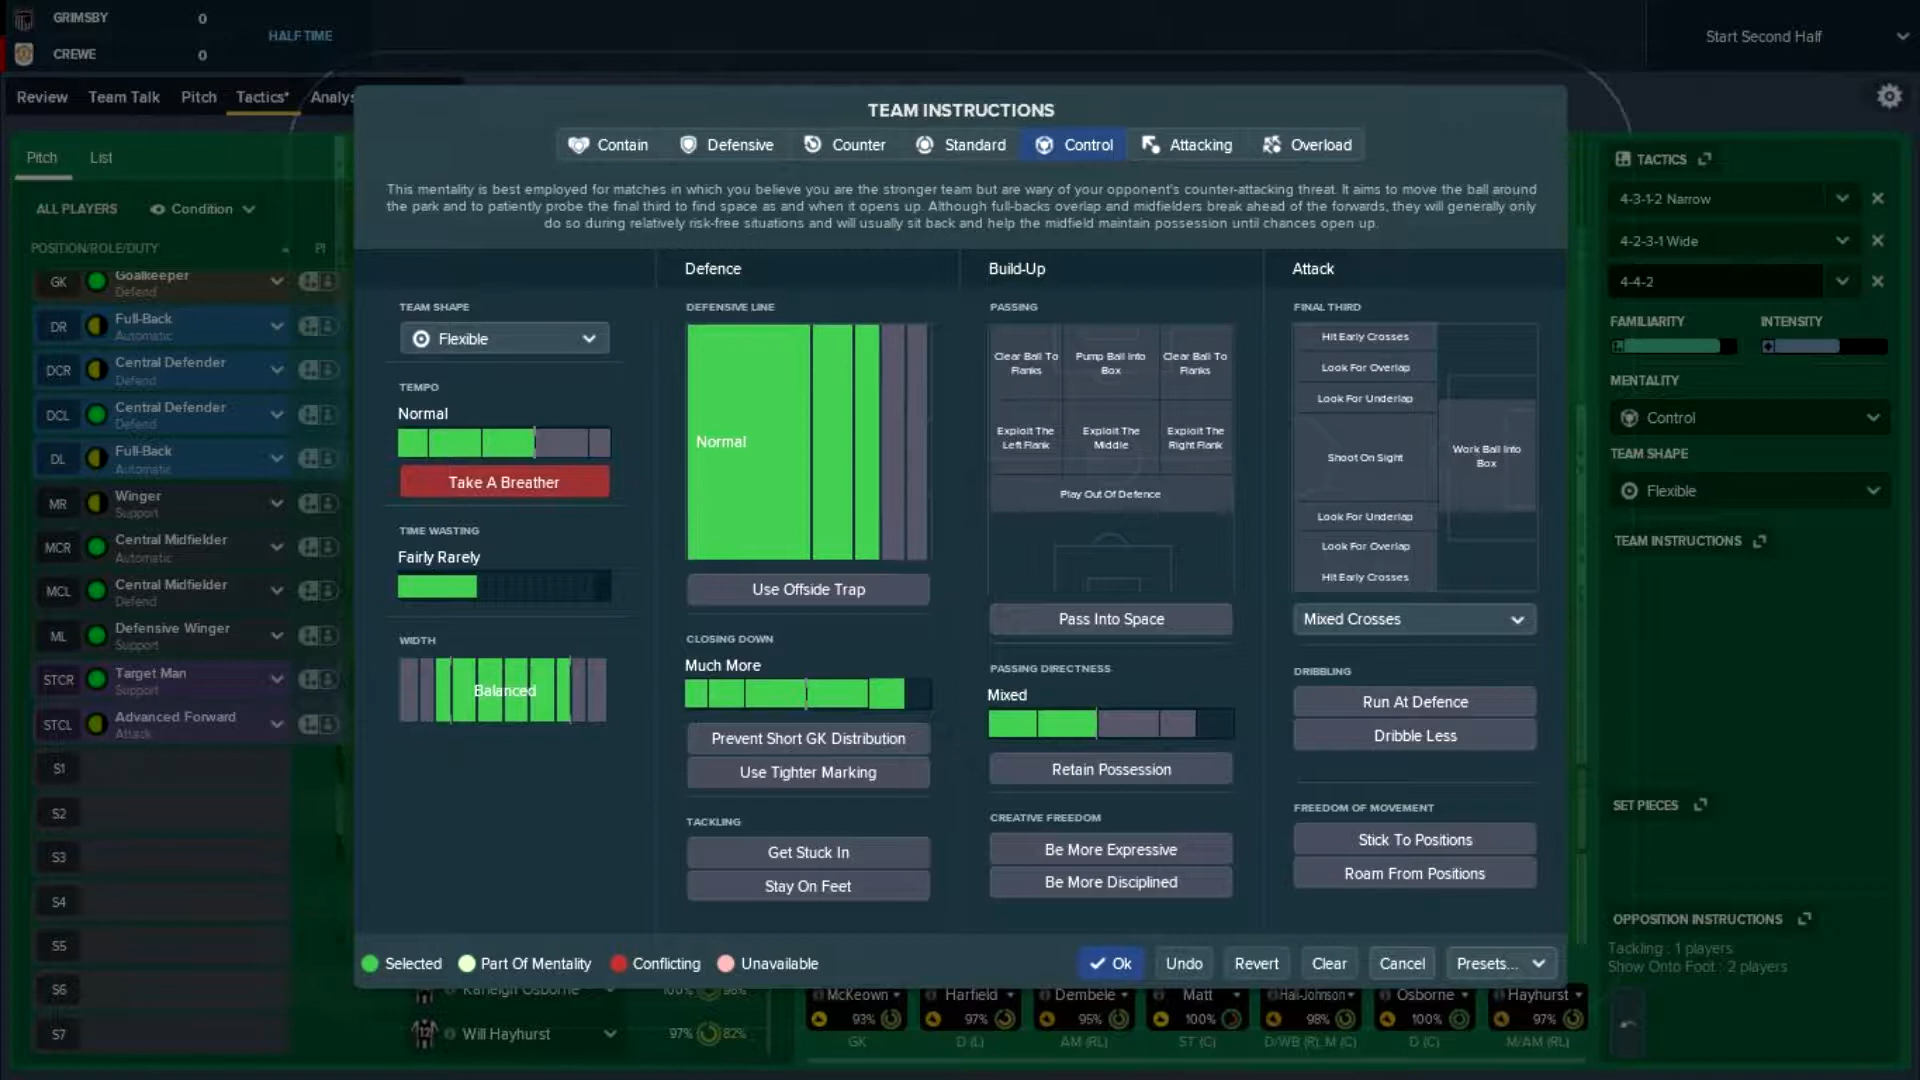 GRIMSBY 0
CREWE 0
HALF TIME
Start Second Half
Review
Team Talk
Pitch
Tactics*
Pitch
List
ALL PLAYERS
Condition
POSITION/ROLE/DUTY
PI
GK Goalkeeper
Defend
DR Full-Back
Automatic
DCR Central Defender
Defend
DCL Central Defender
Defend
DL Full-Back
Automatic
MR Winger
Support
MCR Central Midfielder
Automatic
MCL Central Midfielder
Defend
ML Defensive Winger
Support
STCR Target Man
Support
STCL Advanced Forward
Attack
S1
S2
S3
S4
S5
S6
S7
TEAM INSTRUCTIONS
Contain
Defensive
Counter
Standard
Control
Attacking
Overload
This mentality is best employed for matches in which you believe you are the stronger team but are wary of your opponent's counter-attacking threat. It aims to move the ball around
the park and to patiently probe the final third to find space as and when it opens up. Although full-backs overlap and midfielders break ahead of the forwards, they will generally only
do so during relatively risk-free situations and will usually sit back and help the midfield maintain possession until chances open up.
TEAM SHAPE
Flexible
TEMPO
Normal
Take A Breather
TIME WASTING
Fairly Rarely
WIDTH
Balanced
Defence
DEFENSIVE LINE
Normal
Use Offside Trap
CLOSING DOWN
Much More
Prevent Short GK Distribution
Use Tighter Marking
TACKLING
Get Stuck In
Stay On Feet
Build-Up
PASSING
Clear Ball To
Flanks
Pump Ball Into
Box
Clear Ball To
Flanks
Exploit The
Left Flank
Exploit The
Middle
Exploit The
Right Flank
Play Out Of Defence
Pass Into Space
PASSING DIRECTNESS
Mixed
Retain Possession
CREATIVE FREEDOM
Be More Expressive
Be More Disciplined
Attack
FINAL THIRD
Hit Early Crosses
Look For Overlap
Look For Underlap
Shoot On Sight
Work Ball Into
Box
Look For Underlap
Look For Overlap
Hit Early Crosses
Mixed Crosses
DRIBBLING
Run At Defence
Dribble Less
FREEDOM OF MOVEMENT
Stick To Positions
Roam From Positions
Selected
Part Of Mentality
Conflicting
Unavailable
Ok
Undo
Revert
Clear
Cancel
Presets...
Osborne 100%
Will Hayhurst 97% 82%
McKeown
93%
GK
Harfield
97%
D (L)
Dembele
95%
AM (RL)
Matt
100%
ST (C)
Hall-Johnson
98%
D/WB (R), M (C)
Osborne
100%
D (C)
Hayhurst
97%
M/AM (RL)
TACTICS
4-3-1-2 Narrow
4-2-3-1 Wide
4-4-2
FAMILIARITY
INTENSITY
MENTALITY
Control
TEAM SHAPE
Flexible
TEAM INSTRUCTIONS
SET PIECES
OPPOSITION INSTRUCTIONS
Tackling : 1 players
Show Onto Foot : 2 players